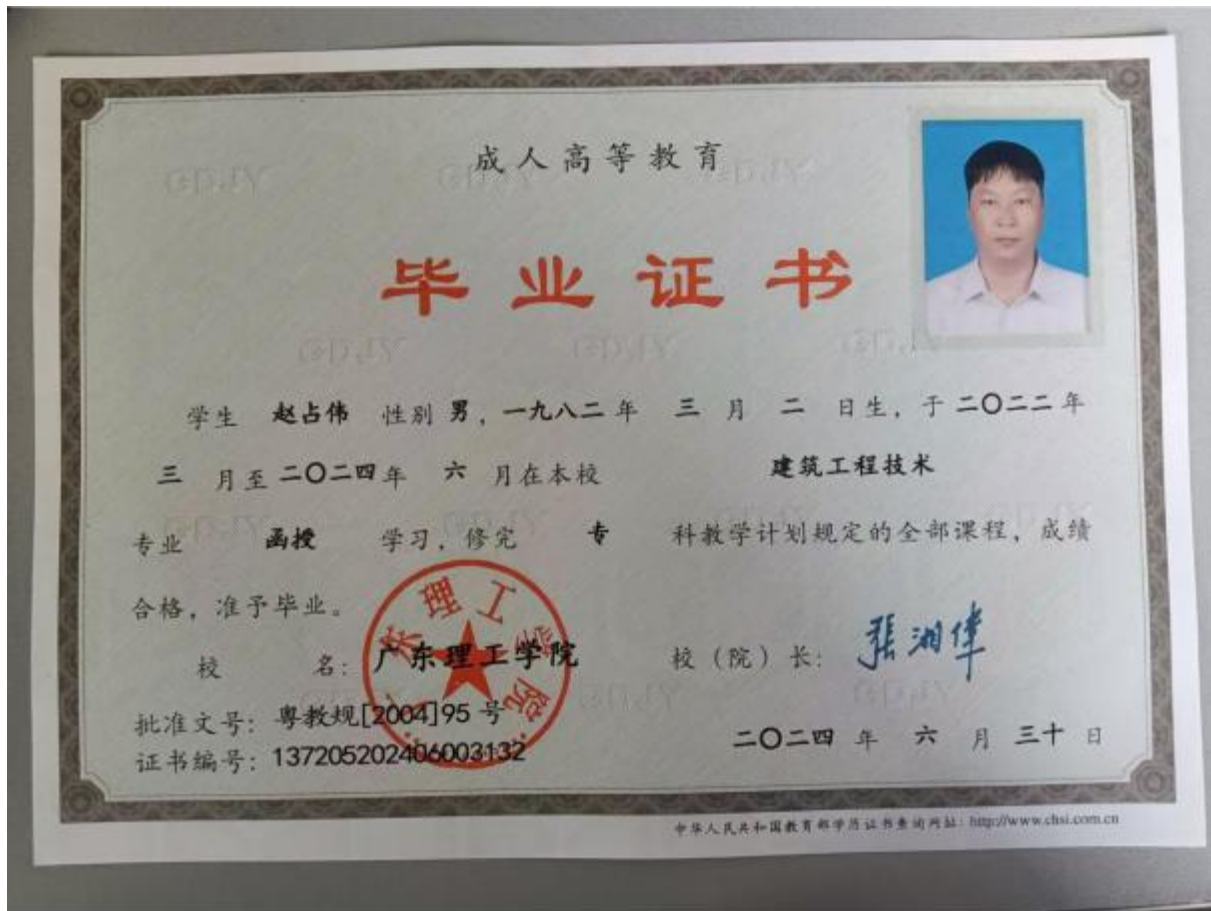 成人高等教育
毕业证书
学生 赵占伟 性别 男，一九八二 年 三 月 二 日生，于 二〇二二 年
三 月至 二〇二四 年 六 月在本校 建筑工程技术
专业 函授 学习，修完 专 科教学计划规定的全部课程，成绩
合格，准予毕业。
校 名：广东理工学院 校（院）长：张湘伟
批准文号：粤教规[2004]95 号
证书编号：137205202406003132
二〇二四 年 六 月 三十 日
广东理工学院
中华人民共和国教育部学历证书查询网址：http://www.chsi.com.cn